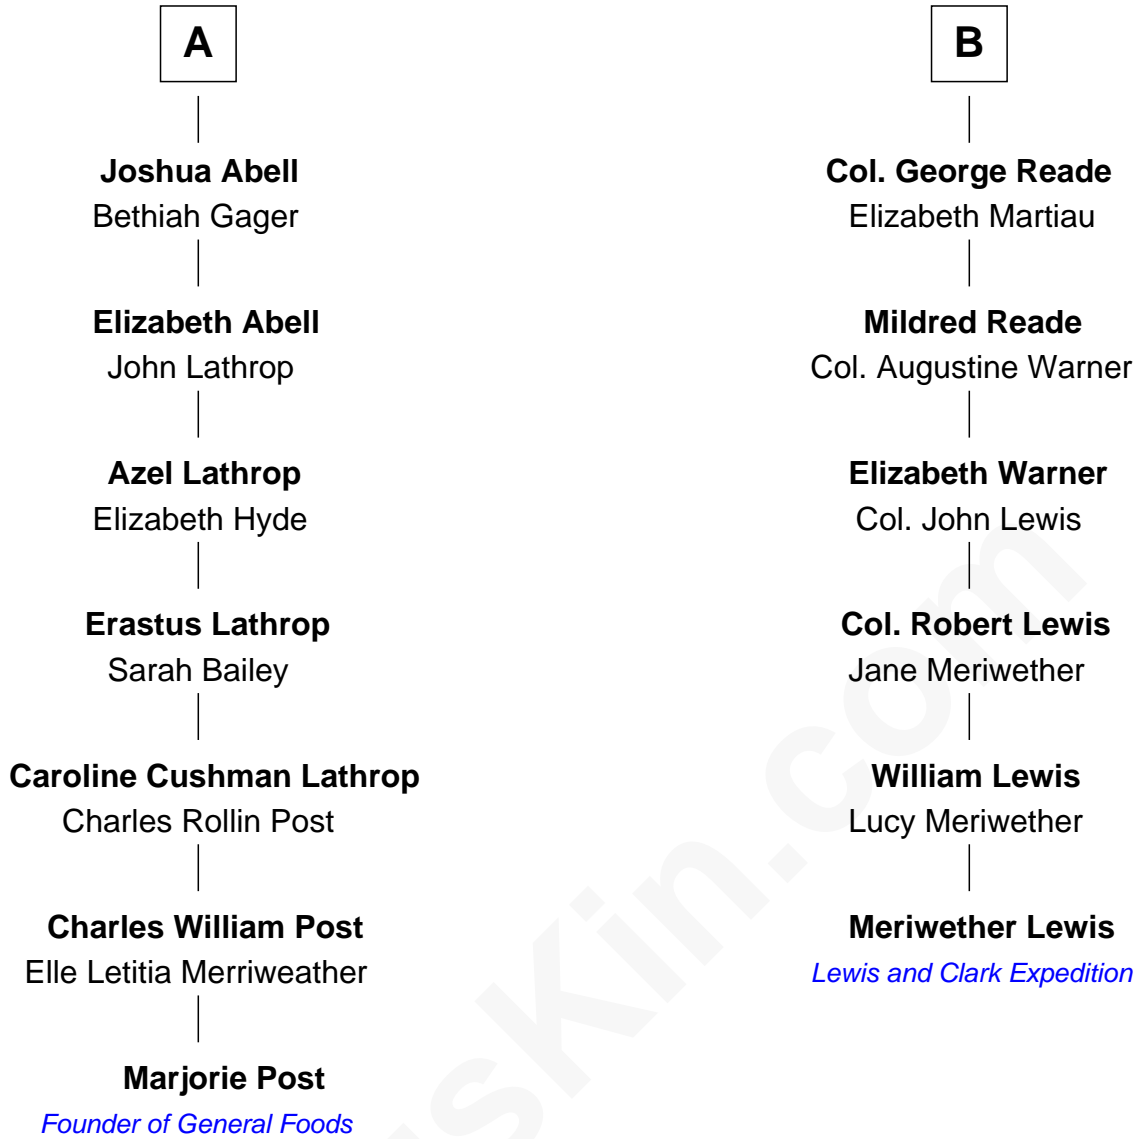 A
Joshua Abell
Bethiah Gager
Elizabeth Abell
John Lathrop
Azel Lathrop
Elizabeth Hyde
Erastus Lathrop
Sarah Bailey
Caroline Cushman Lathrop
Charles Rollin Post
Charles William Post
Elle Letitia Merriweather
Marjorie Post
Founder of General Foods
B
Col. George Reade
Elizabeth Martiau
Mildred Reade
Col. Augustine Warner
Elizabeth Warner
Col. John Lewis
Col. Robert Lewis
Jane Meriwether
William Lewis
Lucy Meriwether
Meriwether Lewis
Lewis and Clark Expedition